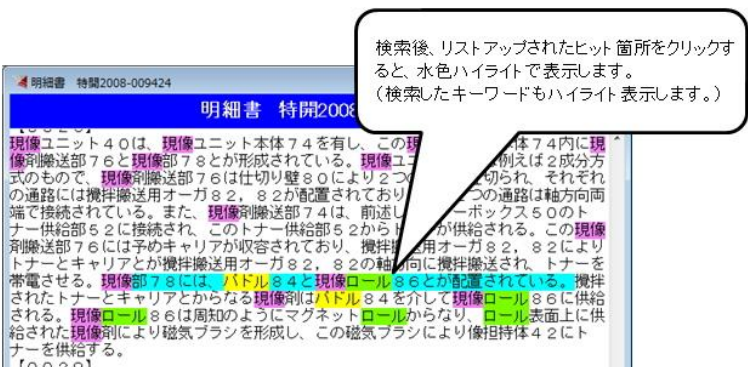 検索後、リストアップされたヒット箇所をクリックす
ると、水色ハイライトで表示します。
（検索したキーワードもハイライト表示します。）
明細書　特開2008-009424
明細書　特開2008
現像ユニット４０は、現像ユニット本体７４を有し、この現 体７４内に現
像剤搬送部７６と現像部７８とが形成されている。現像ユ 例えば２成分方
式のもので、現像剤搬送部７６は仕切り壁８０により２つの 切られ、それぞれ
の通路には攪拌搬送用オーガ８２，８２が配置されており つの通路は軸方向両
端で接続されている。また、現像剤搬送部７４は、前述し ーボックス５０のト
ナー供給部５２に接続され、このトナー供給部５２からト が供給される。この現像
剤搬送部７６には予めキャリアが収容されており、攪拌搬送用オーガ８２，８２により
トナーとキャリアとが攪拌搬送用オーガ８２，８２の軸方向に攪拌搬送され、トナーを
帯電させる。現像部７８には、パドル８４と現像ロール８６とが配置されている。攪拌
されたトナーとキャリアとからなる現像剤はパドル８４を介して現像ロール８６に供給
される。現像ロール８６は周知のようにマグネットロールからなり、ロール表面上に供
給された現像剤により磁気ブラシを形成し、この磁気ブラシにより像担持体４２にト
ナーを供給する。